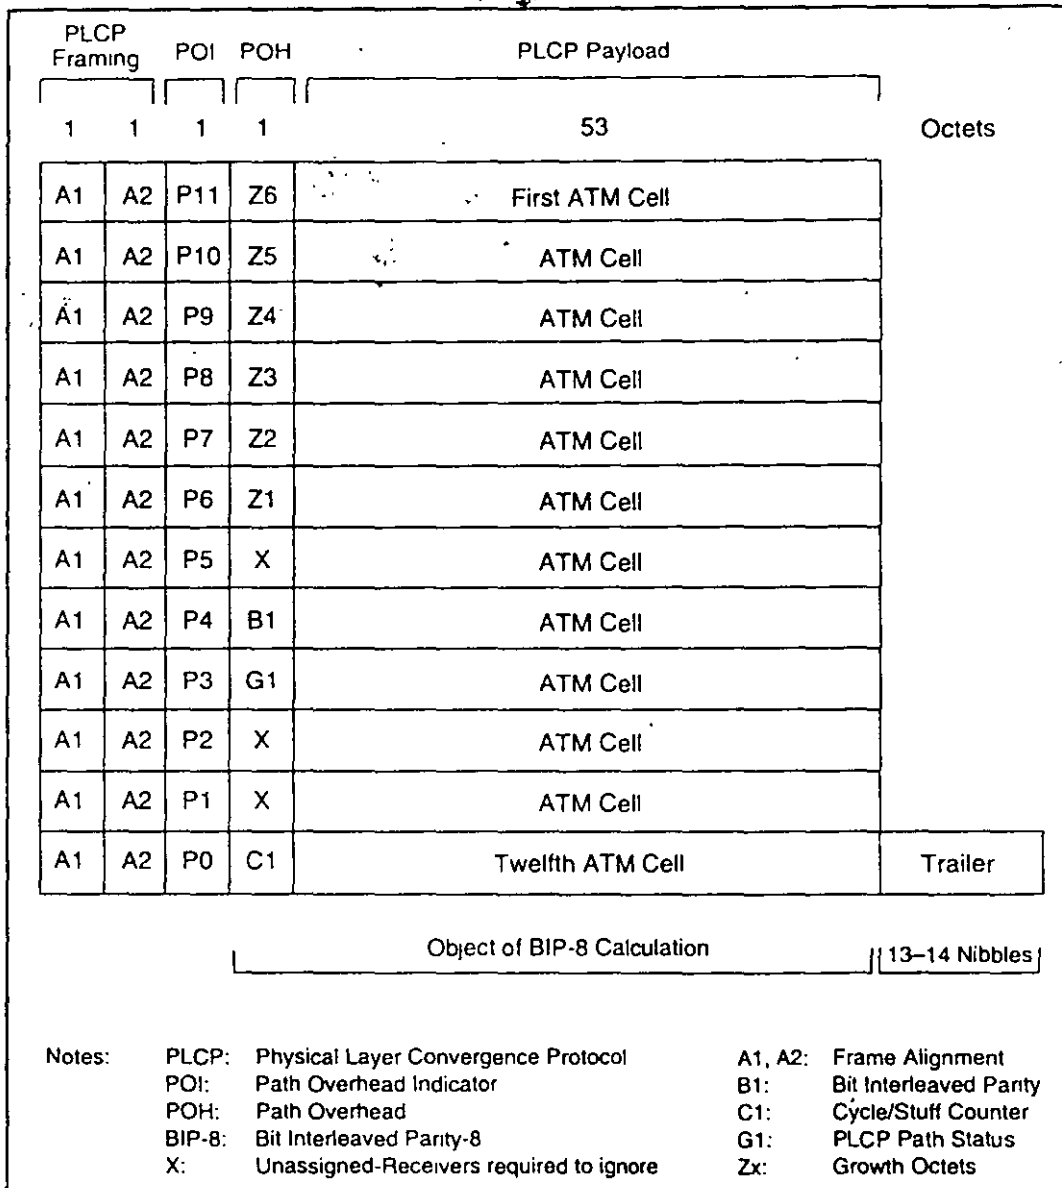 PLCP Framing POI POH PLCP Payload
1 1 1 1 53 Octets
A1 A2 P11 Z6 First ATM Cell
A1 A2 P10 Z5 ATM Cell
A1 A2 P9 Z4 ATM Cell
A1 A2 P8 Z3 ATM Cell
A1 A2 P7 Z2 ATM Cell
A1 A2 P6 Z1 ATM Cell
A1 A2 P5 X ATM Cell
A1 A2 P4 B1 ATM Cell
A1 A2 P3 G1 ATM Cell
A1 A2 P2 X ATM Cell
A1 A2 P1 X ATM Cell
A1 A2 P0 C1 Twelfth ATM Cell Trailer
Object of BIP-8 Calculation 13–14 Nibbles
Notes: PLCP: Physical Layer Convergence Protocol A1, A2: Frame Alignment
POI: Path Overhead Indicator B1: Bit Interleaved Parity
POH: Path Overhead C1: Cycle/Stuff Counter
BIP-8: Bit Interleaved Parity-8 G1: PLCP Path Status
X: Unassigned-Receivers required to ignore Zx: Growth Octets